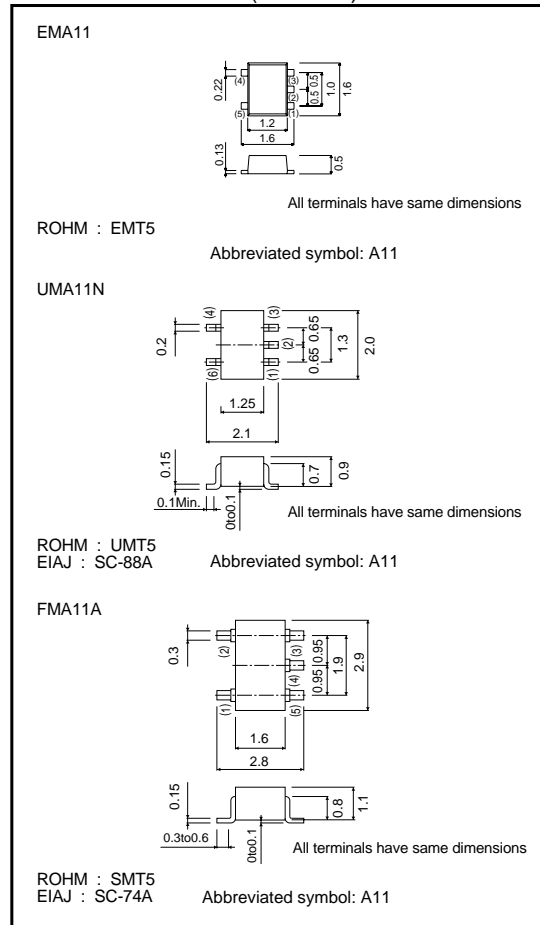 EMA11
0.22
(4)
(3)
(2)
(5)
(1)
0.5 0.5
1.0
1.6
1.2
1.6
0.13
0.5
All terminals have same dimensions
ROHM : EMT5
Abbreviated symbol: A11
UMA11N
(4)
(3)
0.2
(2)
0.65
0.65
1.3
2.0
(6)
(1)
1.25
2.1
0.15
0.7
0.9
0.1Min.
0to0.1
All terminals have same dimensions
ROHM : UMT5
EIAJ : SC-88A
Abbreviated symbol: A11
FMA11A
0.3
(2)
(3)
(4)
0.95
0.95
1.9
2.9
(1)
(5)
1.6
2.8
0.15
0.8
1.1
0.3to0.6
0to0.1
All terminals have same dimensions
ROHM : SMT5
EIAJ : SC-74A
Abbreviated symbol: A11